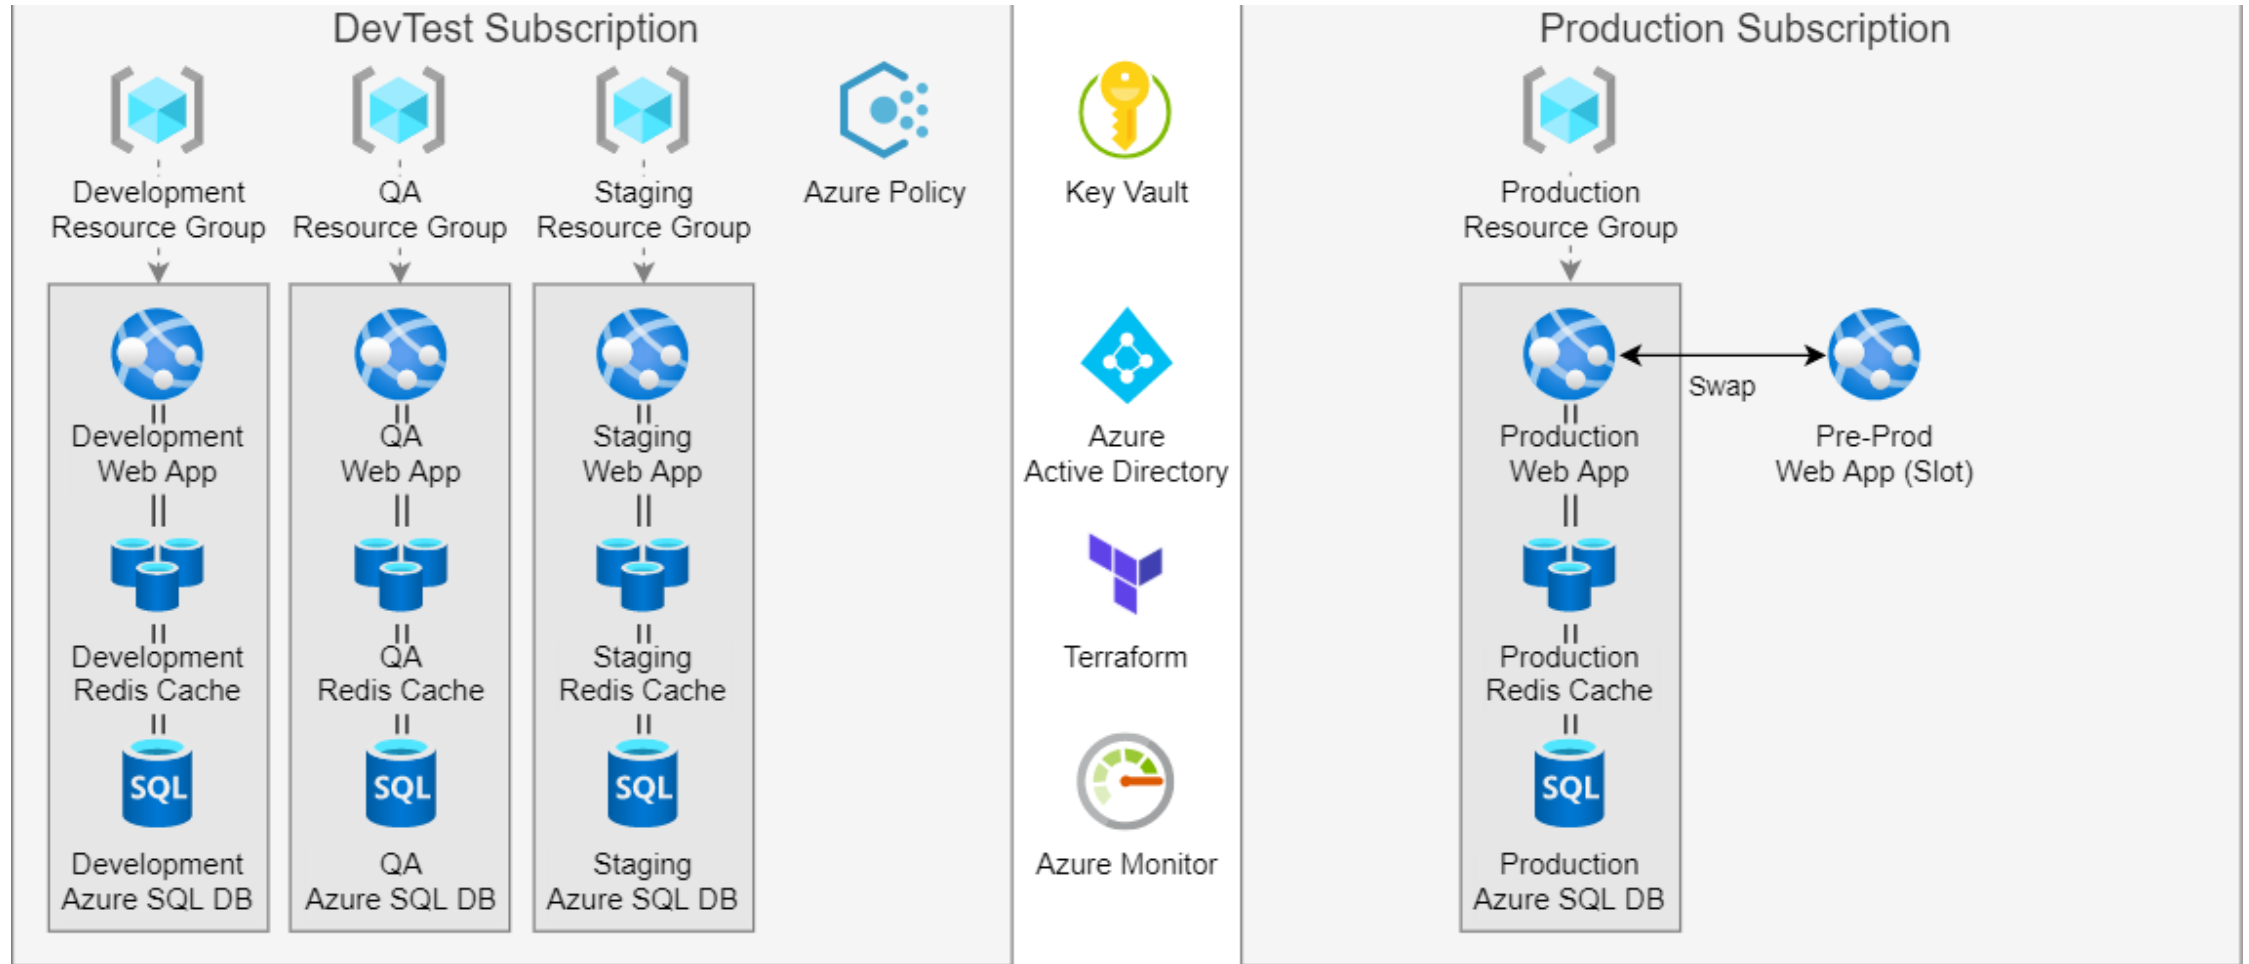 DevTest Subscription
Production Subscription
Development
Resource Group
QA
Resource Group
Staging
Resource Group
Azure Policy
Key Vault
Production
Resource Group
Development
Web App
QA
Web App
Staging
Web App
Azure
Active Directory
Production
Web App
Swap
Pre-Prod
Web App (Slot)
Development
Redis Cache
QA
Redis Cache
Staging
Redis Cache
Terraform
Production
Redis Cache
SQL
SQL
SQL
SQL
Development
Azure SQL DB
QA
Azure SQL DB
Staging
Azure SQL DB
Azure Monitor
Production
Azure SQL DB